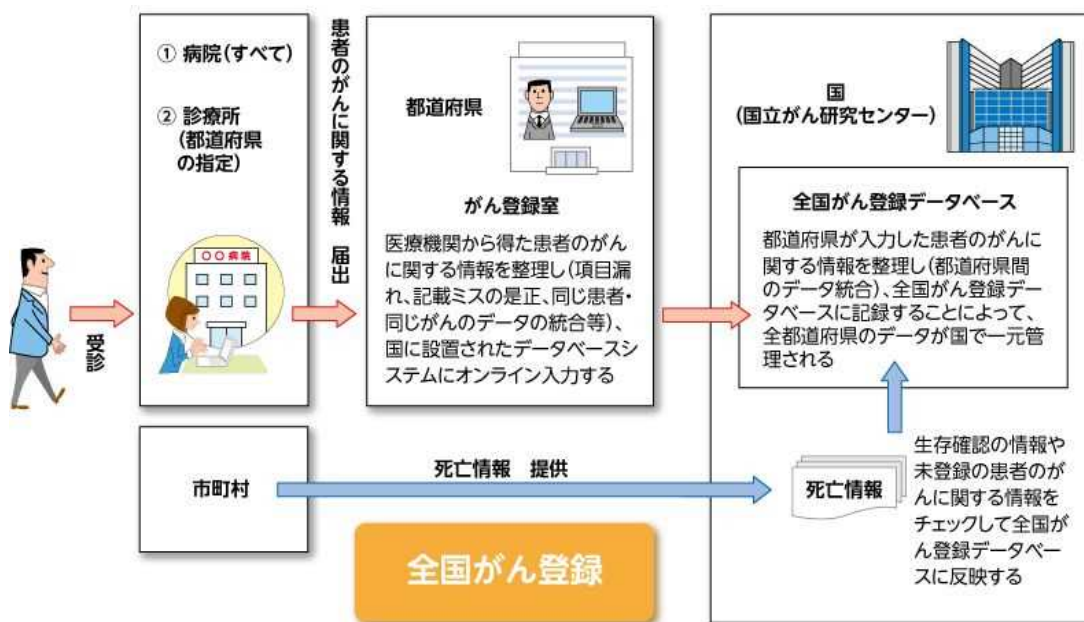 ① 病院(すべて)
② 診療所
(都道府県
の指定)
〇〇病院
受診
患者のがんに関する情報 届出
都道府県
がん登録室
医療機関から得た患者のがん
に関する情報を整理し(項目漏
れ、記載ミスの是正、同じ患者・
同じがんのデータの統合等)、
国に設置されたデータベースシ
ステムにオンライン入力する
国
(国立がん研究センター)
全国がん登録データベース
都道府県が入力した患者のがんに
関する情報を整理し(都道府県間
のデータ統合)、全国がん登録デー
タベースに記録することによって、
全都道府県のデータが国で一元管
理される
市町村
死亡情報 提供
死亡情報
生存確認の情報や
未登録の患者のが
んに関する情報を
チェックして全国が
ん登録データベー
スに反映する
全国がん登録